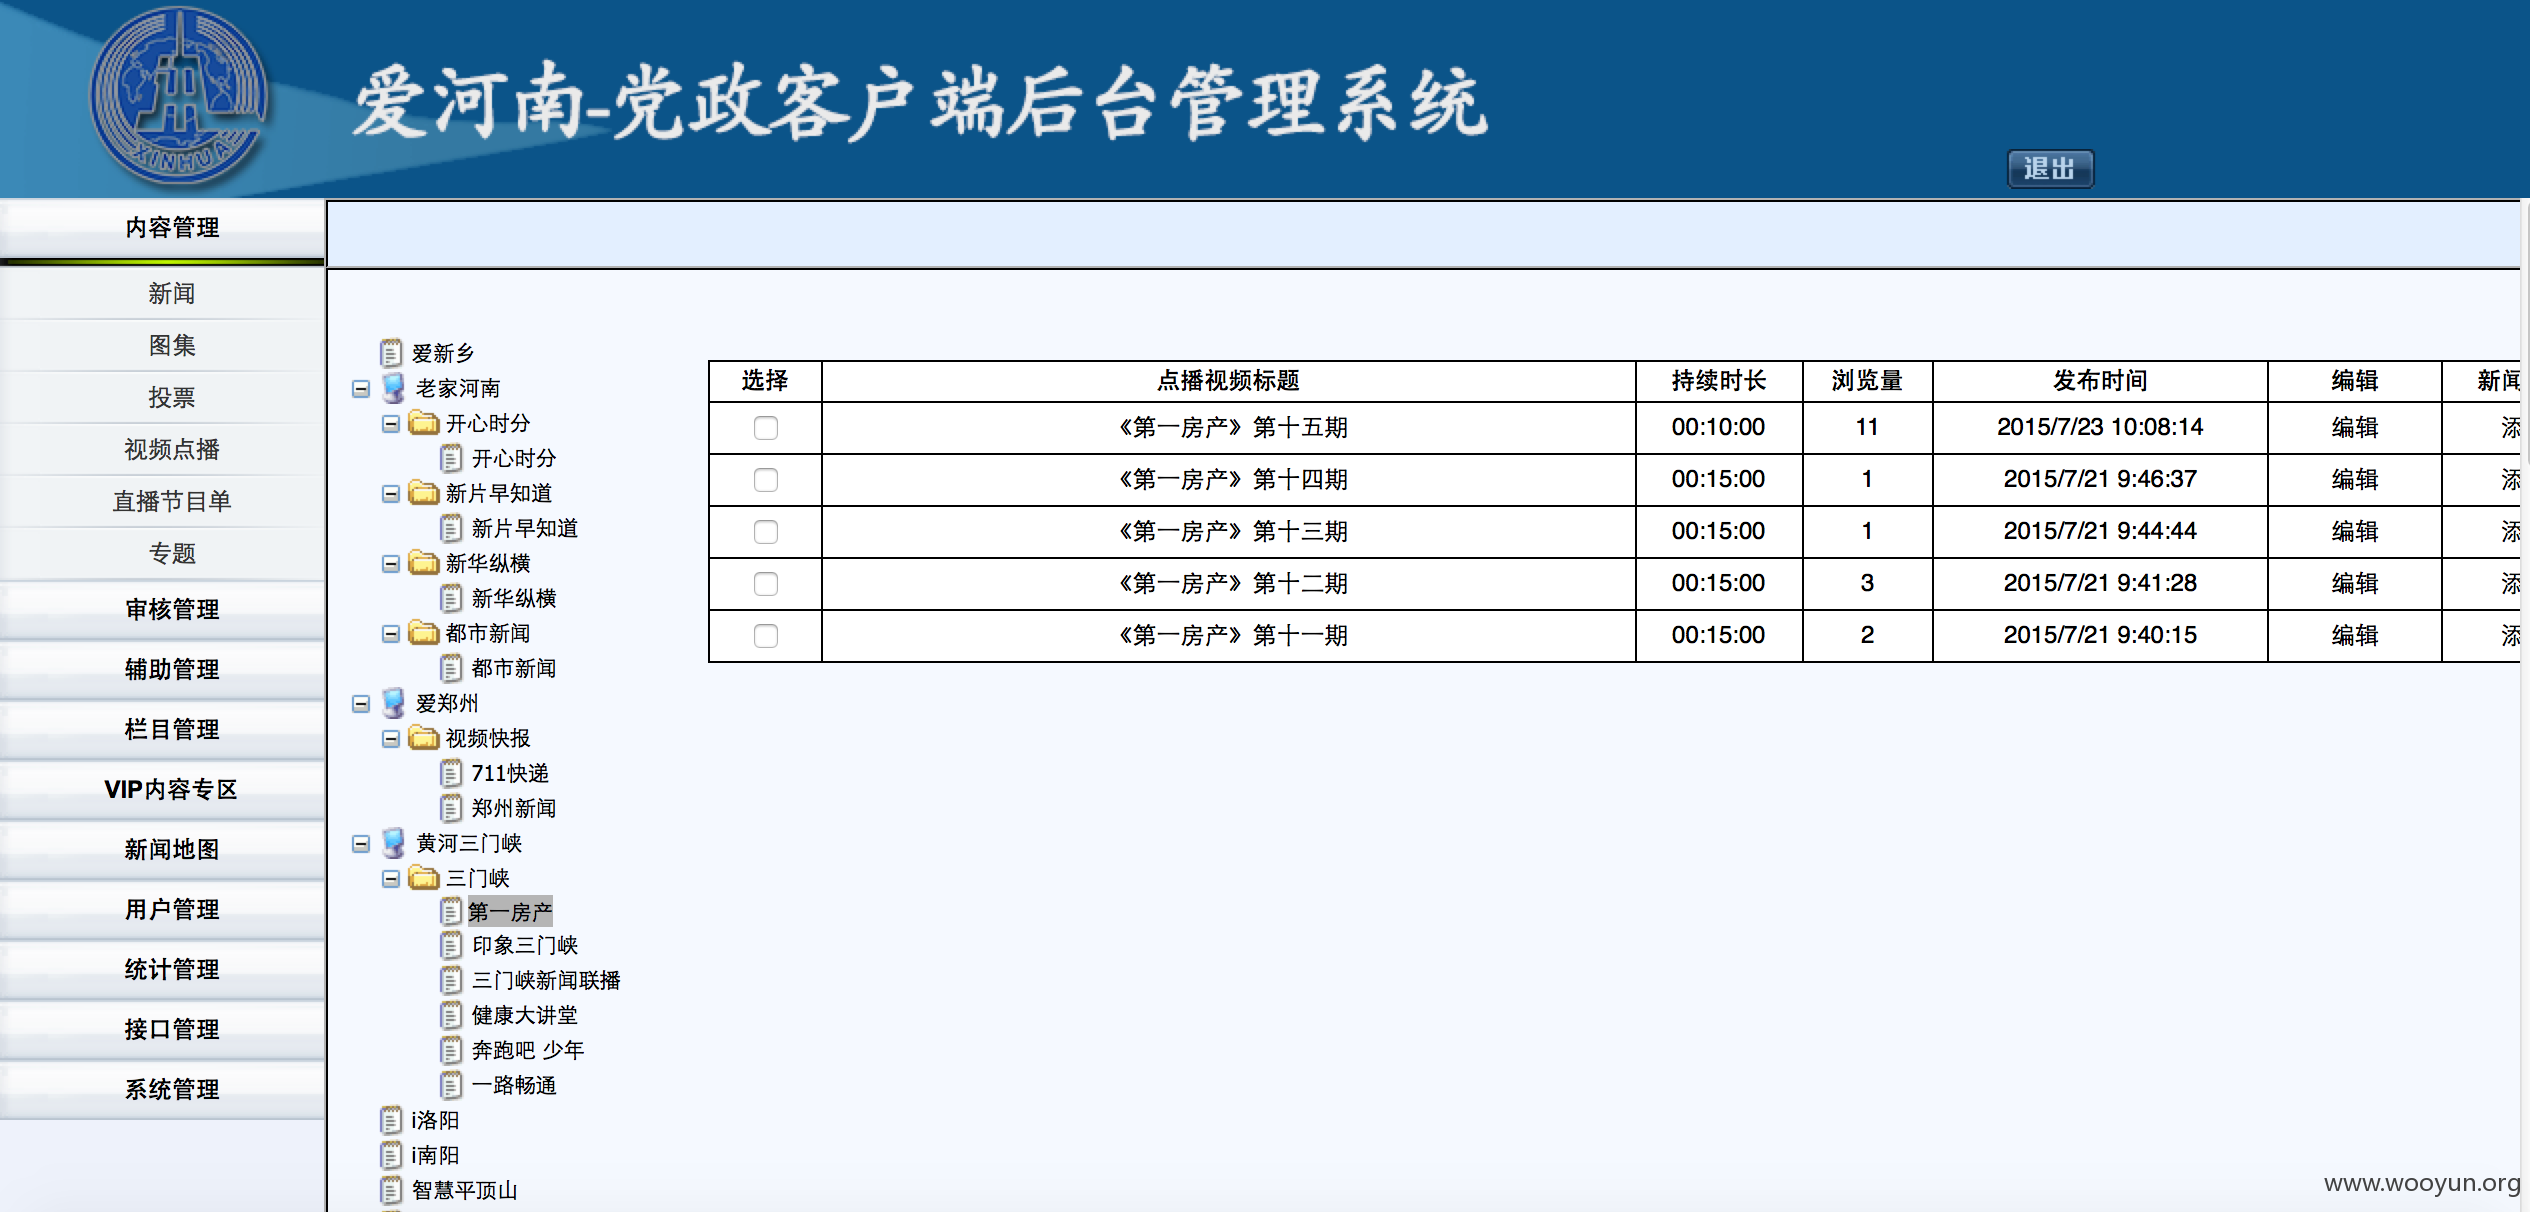 XINHUA
爱河南-党政客户端后台管理系统
退出
内容管理
新闻
图集
投票
视频点播
直播节目单
专题
审核管理
辅助管理
栏目管理
VIP内容专区
新闻地图
用户管理
统计管理
接口管理
系统管理
爱新乡
老家河南
开心时分
开心时分
新片早知道
新片早知道
新华纵横
新华纵横
都市新闻
都市新闻
爱郑州
视频快报
711快递
郑州新闻
黄河三门峡
三门峡
第一房产
印象三门峡
三门峡新闻联播
健康大讲堂
奔跑吧 少年
一路畅通
i洛阳
i南阳
智慧平顶山
选择 点播视频标题 持续时长 浏览量 发布时间 编辑 新闻
《第一房产》第十五期 00:10:00 11 2015/7/23 10:08:14 编辑 添
《第一房产》第十四期 00:15:00 1 2015/7/21 9:46:37 编辑 添
《第一房产》第十三期 00:15:00 1 2015/7/21 9:44:44 编辑 添
《第一房产》第十二期 00:15:00 3 2015/7/21 9:41:28 编辑 添
《第一房产》第十一期 00:15:00 2 2015/7/21 9:40:15 编辑 添
www.wooyun.org